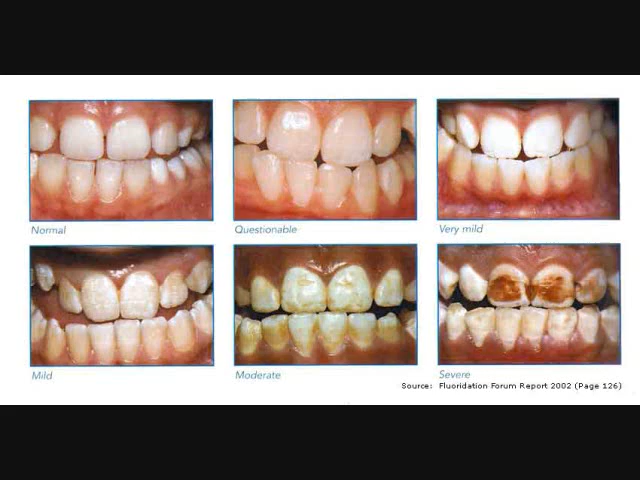 Normal
Questionable
Very mild
Mild
Moderate
Severe
Source: Fluoridation Forum Report 2002 (Page 126)